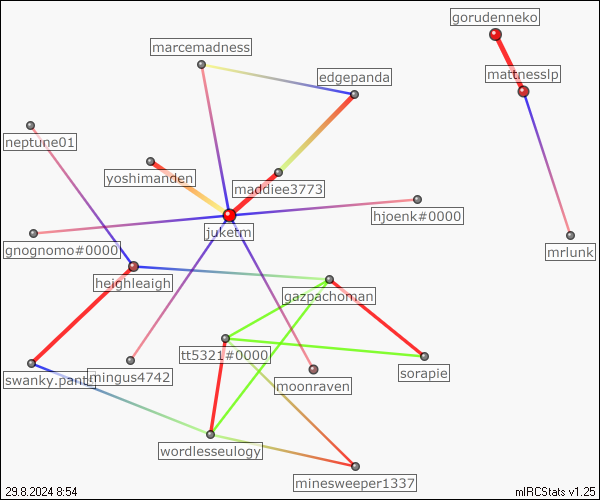 gorudenneko
marcemadness
edgepanda
mattnesslp
neptune01
yoshimanden
maddiee3773
hjoenk#0000
juketm
gnognomo#0000
mrlunk
heighleaigh
gazpachoman
tt5321#0000
sorapie
swanky.pants
mingus4742
moonraven
wordlesseulogy
minesweeper1337
29.8.2024 8:54
mIRCStats v1.25